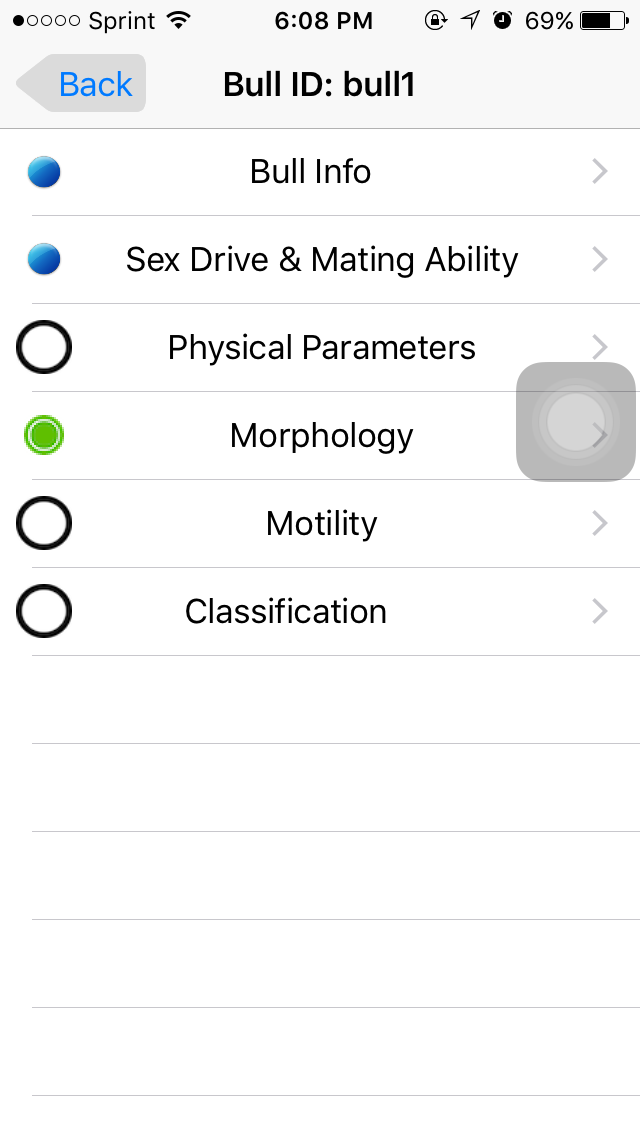 Sprint 6:08 PM 69%
Back Bull ID: bull1
Bull Info
Sex Drive & Mating Ability
Physical Parameters
Morphology
Motility
Classification